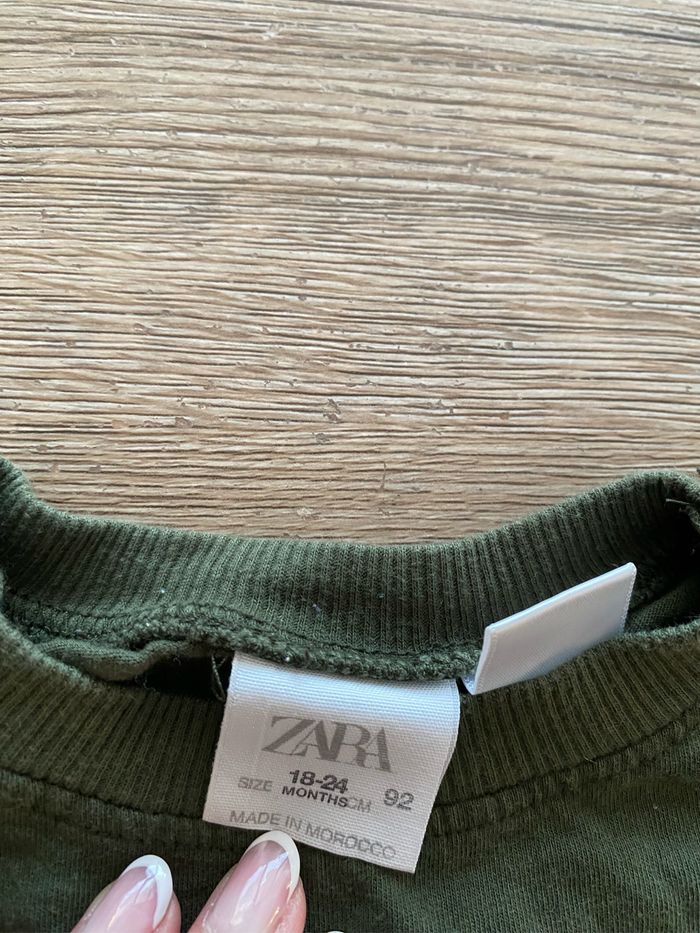 ZARA
SIZE 18-24 MONTHS CM 92
MADE IN MOROCCO